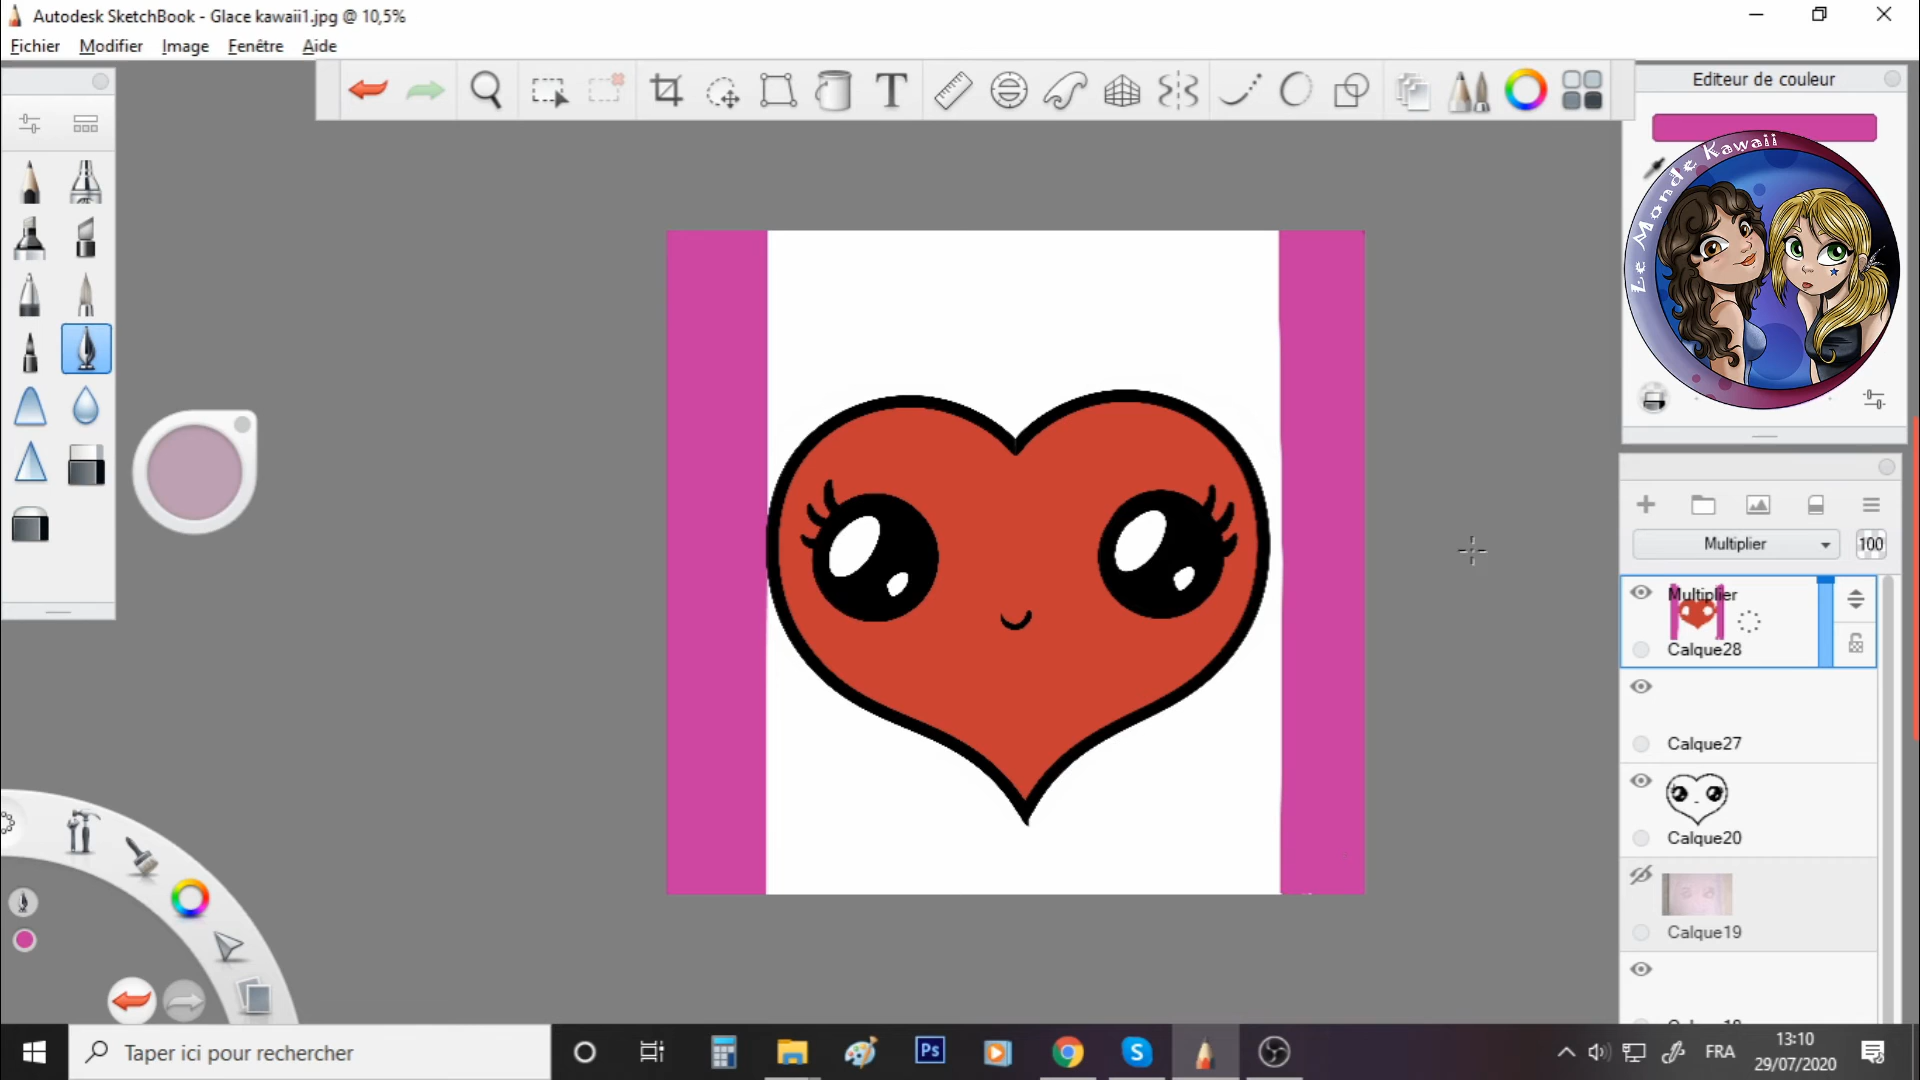 Autodesk SketchBook - Glace kawaii1.jpg @ 10,5%
Fichier Modifier Image Fenêtre Aide
T
Editeur de couleur
Le Monde Kawaii
Multiplier 100
Multiplier
Calque28
Calque27
Calque20
Calque19
Ps
S
Taper ici pour rechercher
FRA
13:10
29/07/2020